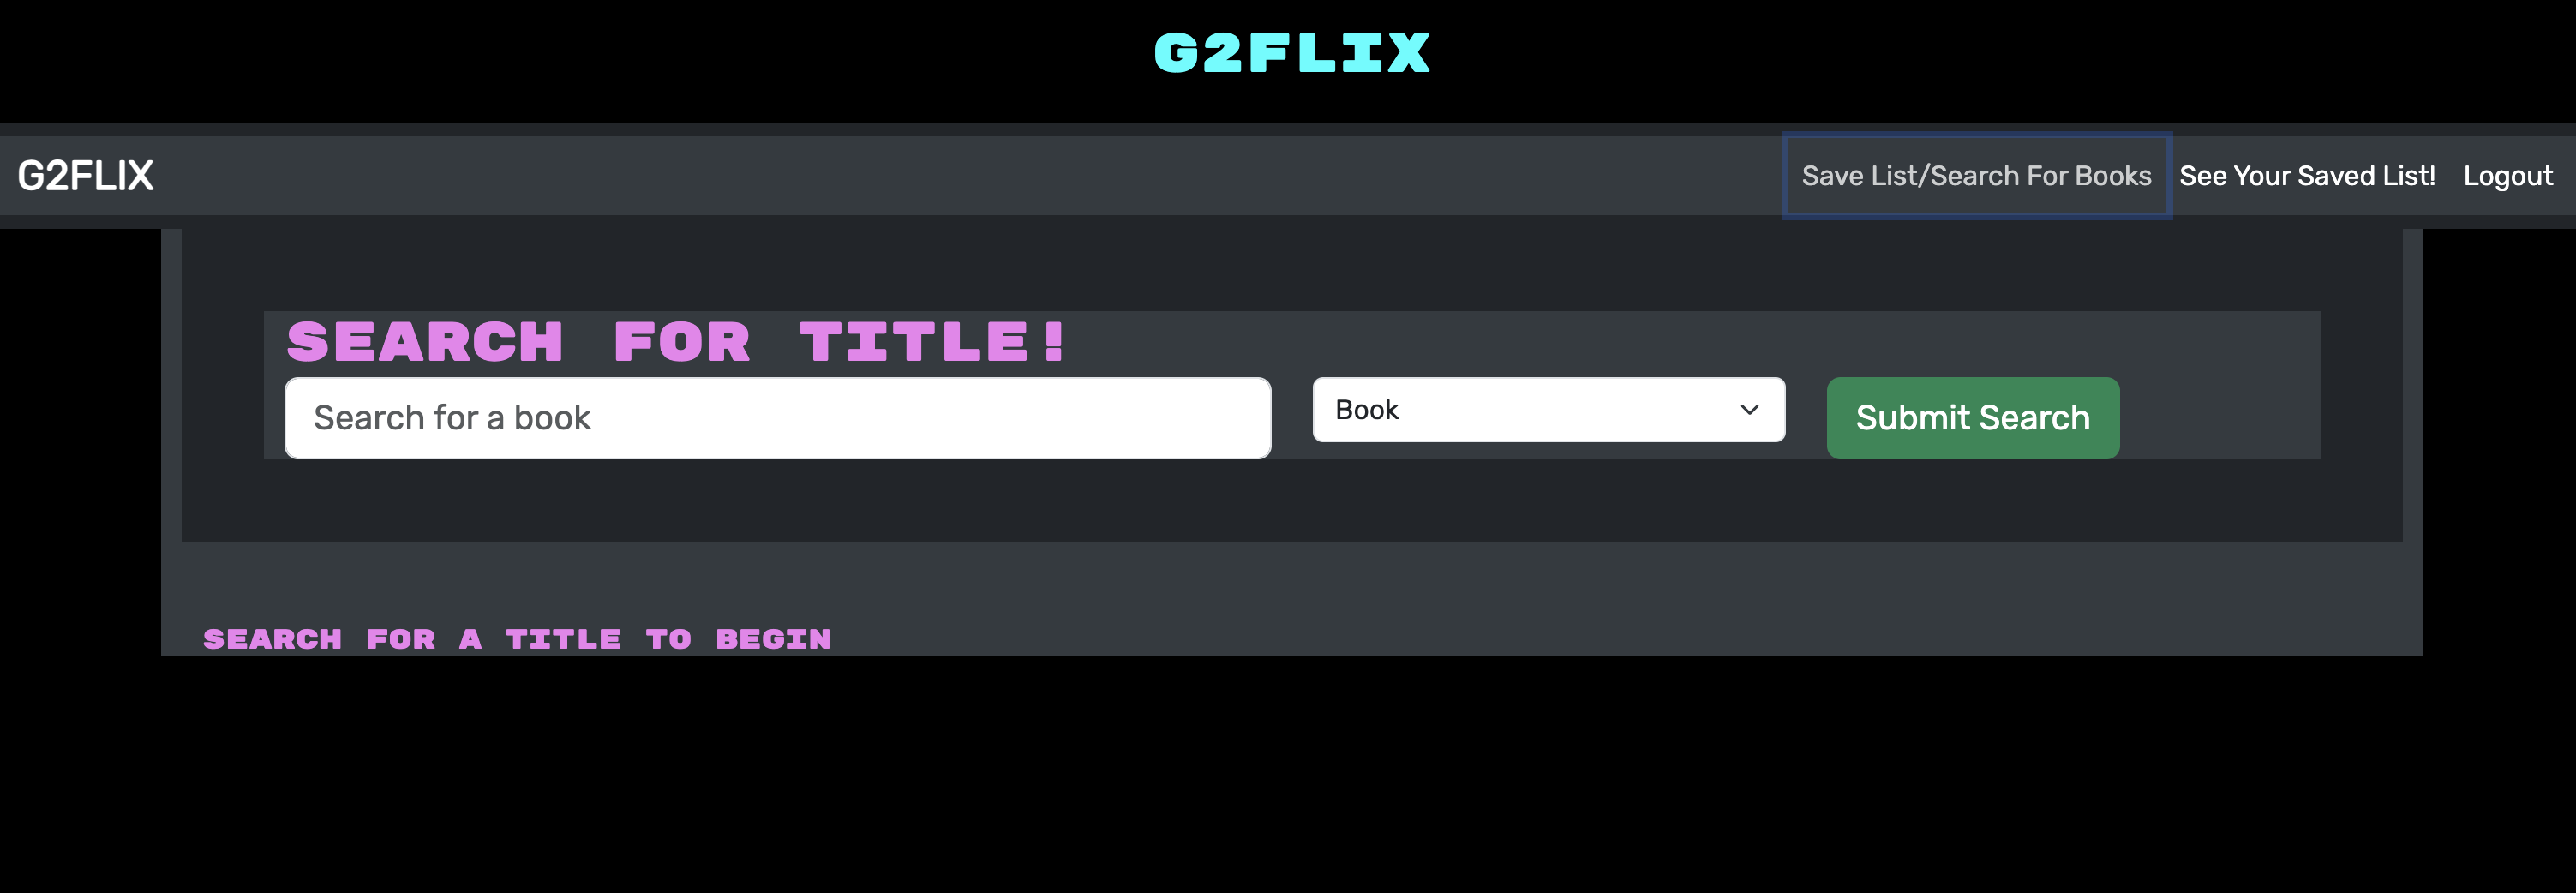 G2FLIX
G2FLIX Save List/Search For Books See Your Saved List! Logout
SEARCH FOR TITLE!
Search for a book Book Submit Search
SEARCH FOR A TITLE TO BEGIN